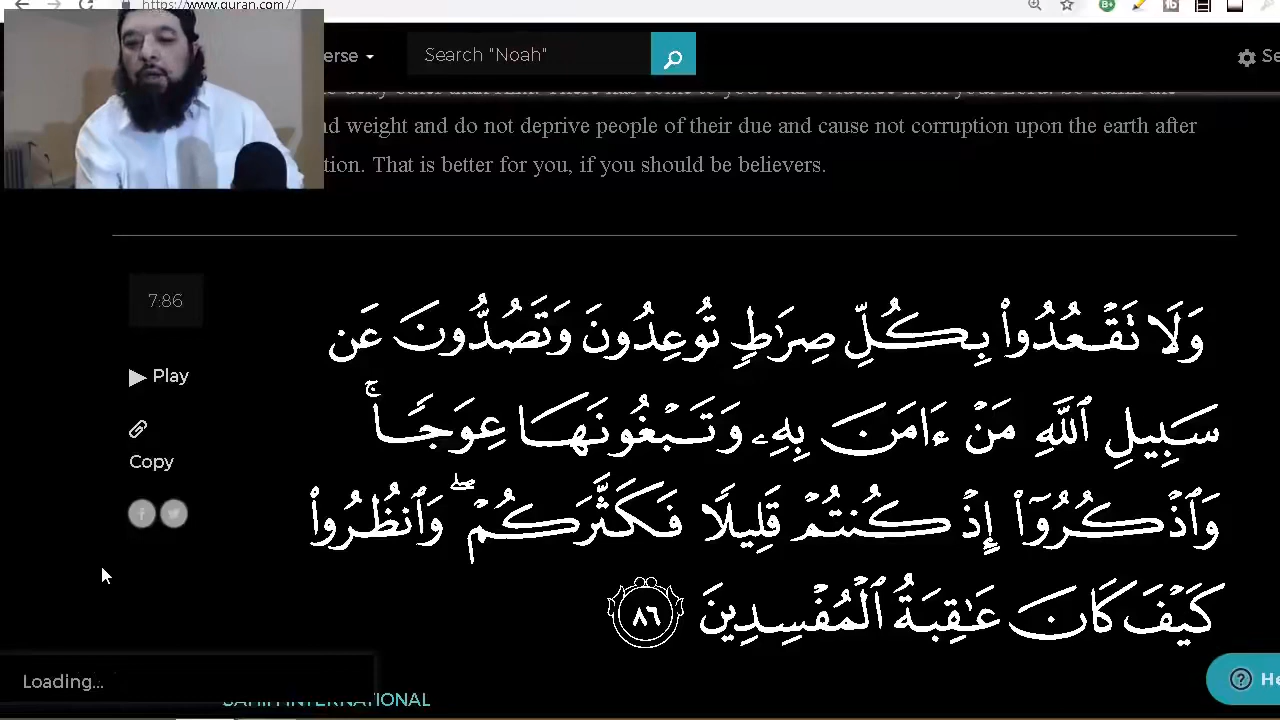 https://www.quran.com//
erse
Search "Noah"
Se
nd weight and do not deprive people of their due and cause not corruption upon the earth after
tion. That is better for you, if you should be believers.
7:86
وَلَا تَقْعُدُوا۟ بِكُلِّ صِرَٰطٍ تُوعِدُونَ وَتَصُدُّونَ عَن
سَبِيلِ ٱللَّهِ مَنْ ءَامَنَ بِهِۦ وَتَبْغُونَهَا عِوَجًا ۚ
وَٱذْكُرُوٓا۟ إِذْ كُنتُمْ قَلِيلًا فَكَثَّرَكُمْ ۖ وَٱنظُرُوا۟
كَيْفَ كَانَ عَٰقِبَةُ ٱلْمُفْسِدِينَ ٨٦
Play
Copy
Loading...
SAHIH INTERNATIONAL
He